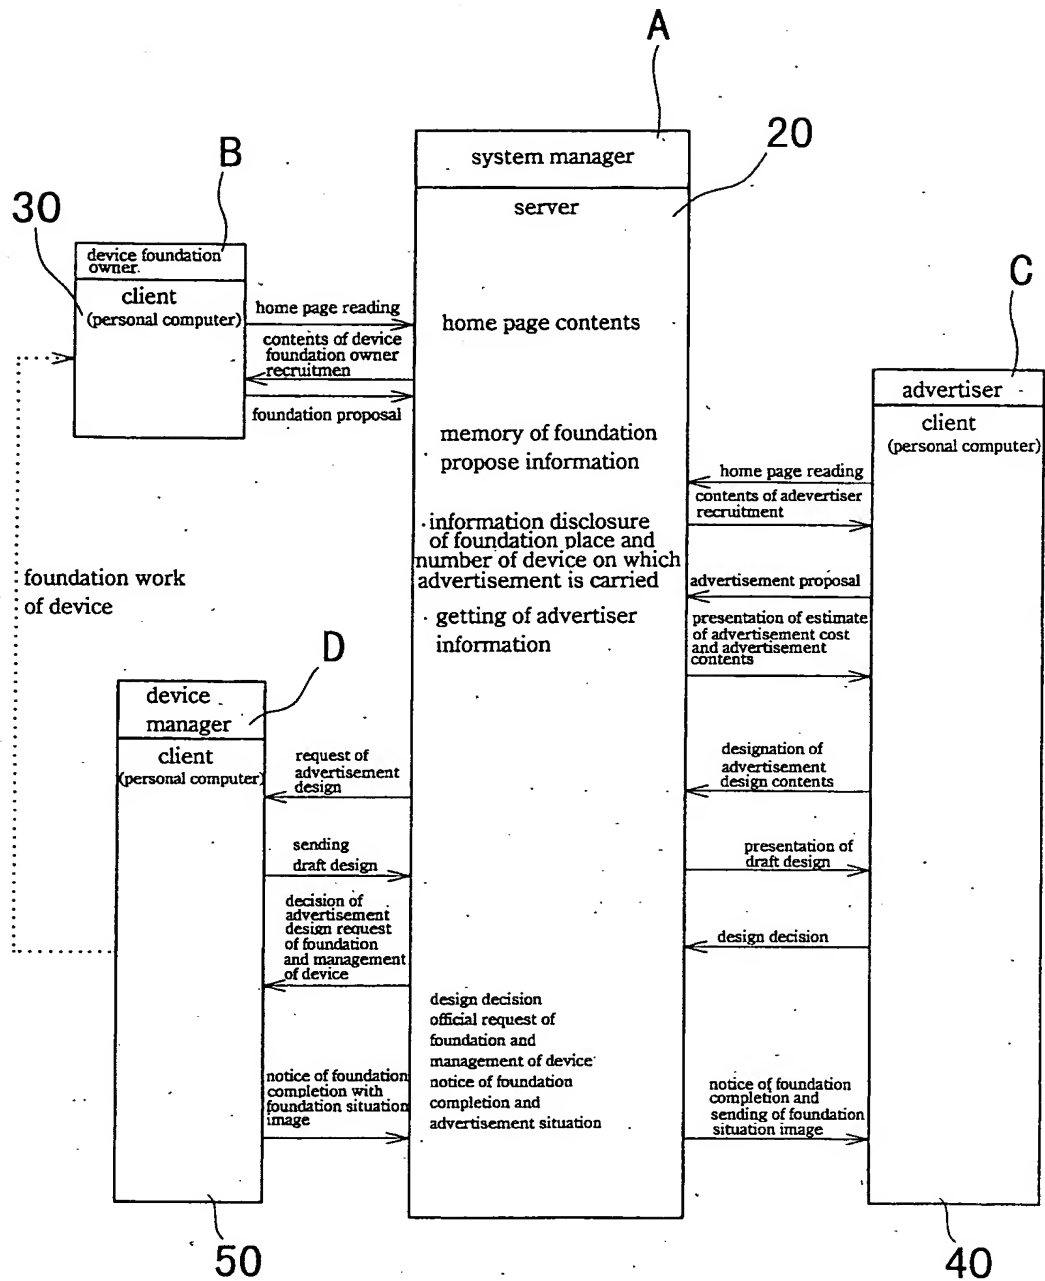 A
system manager
20
server
B
30
device foundation
owner.
client
(personal computer)
home page reading
contents of device
foundation owner
recruitmen
foundation proposal
home page contents
memory of foundation
propose information
· information disclosure
of foundation place and
number of device on which
advertisement is carried
· getting of advertiser
information
C
advertiser
client
(personal computer)
home page reading
contents of adevertiser
recruitment
advertisement proposal
presentation of estimate
of advertisement cost
and advertisement
contents
foundation work
of device
D
device
manager
client
(personal computer)
request of
advertisement
design
designation of
advertisement
design contents
sending
draft design
presentation of
draft design
decision of
advertisement
design request
of foundation
and management
of device
design decision
design decision
official request of
foundation and
management of device
notice of foundation
completion and
advertisement situation
notice of foundation
completion with
foundation situation
image
notice of foundation
completion and
sending of foundation
situation image
50
40